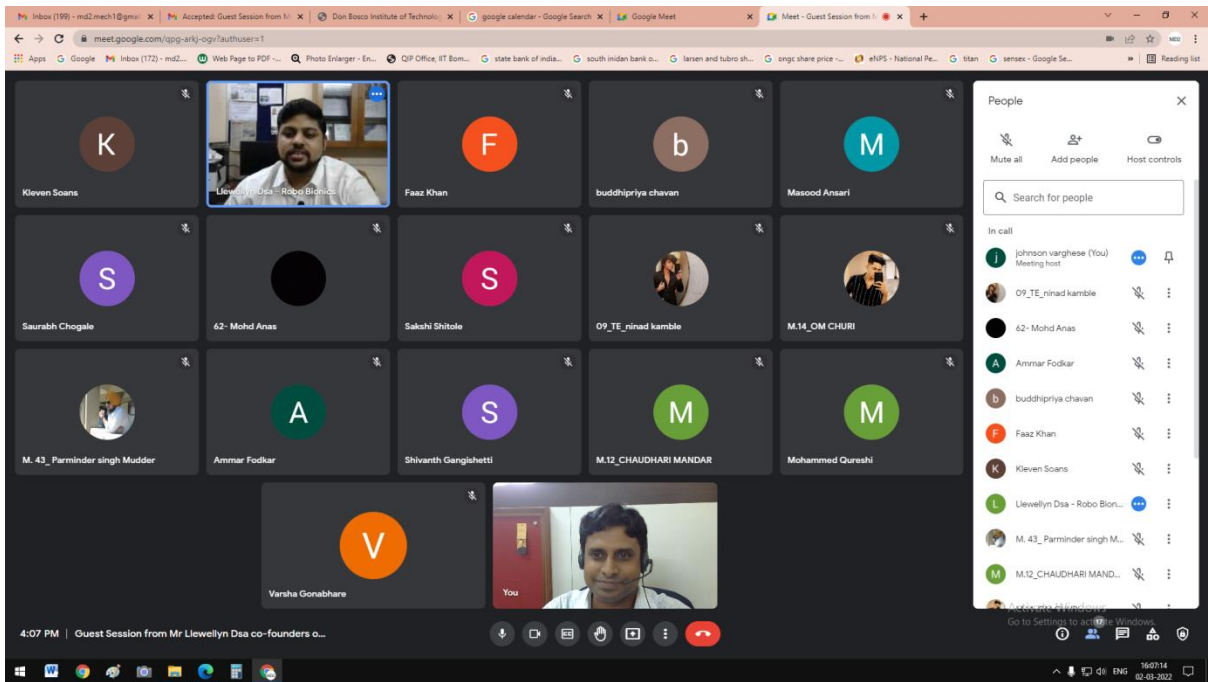 Inbox (199) - md2.mech1@gmai
Accepted: Guest Session from M
Don Bosco Institute of Technolog
google calendar - Google Search
Google Meet
Meet - Guest Session from
meet.google.com/qpg-arkj-ogv?authuser=1
Apps
Google
Inbox (172) - md2....
Web Page to PDF -...
Photo Enlarger - En...
QIP Office, IIT Bom...
state bank of india...
south inidan bank o...
larsen and tubro sh...
ongc share price -...
eNPS - National Pe...
titan
sensex - Google Se...
Reading list
K
Kleven Soans
Llewellyn Dsa - Robo Bionics
F
Faaz Khan
b
buddhipriya chavan
M
Masood Ansari
S
Saurabh Chogale
62- Mohd Anas
S
Sakshi Shitole
09_TE_ninad kamble
M.14_OM CHURI
M. 43_ Parminder singh Mudder
A
Ammar Fodkar
S
Shivanth Gangishetti
M
M.12_CHAUDHARI MANDAR
M
Mohammed Qureshi
V
Varsha Gonabhare
You
People
Mute all
Add people
Host controls
Search for people
In call
j
johnson varghese (You)
Meeting host
09_TE_ninad kamble
62- Mohd Anas
A
Ammar Fodkar
b
buddhipriya chavan
F
Faaz Khan
K
Kleven Soans
L
Llewellyn Dsa - Robo Bion...
M. 43_ Parminder singh M...
M
M.12_CHAUDHARI MAND...
Activate Windows
Go to Settings to activate Windows.
17
4:07 PM | Guest Session from Mr Llewellyn Dsa co-founders o...
ENG
16:07:14
02-03-2022